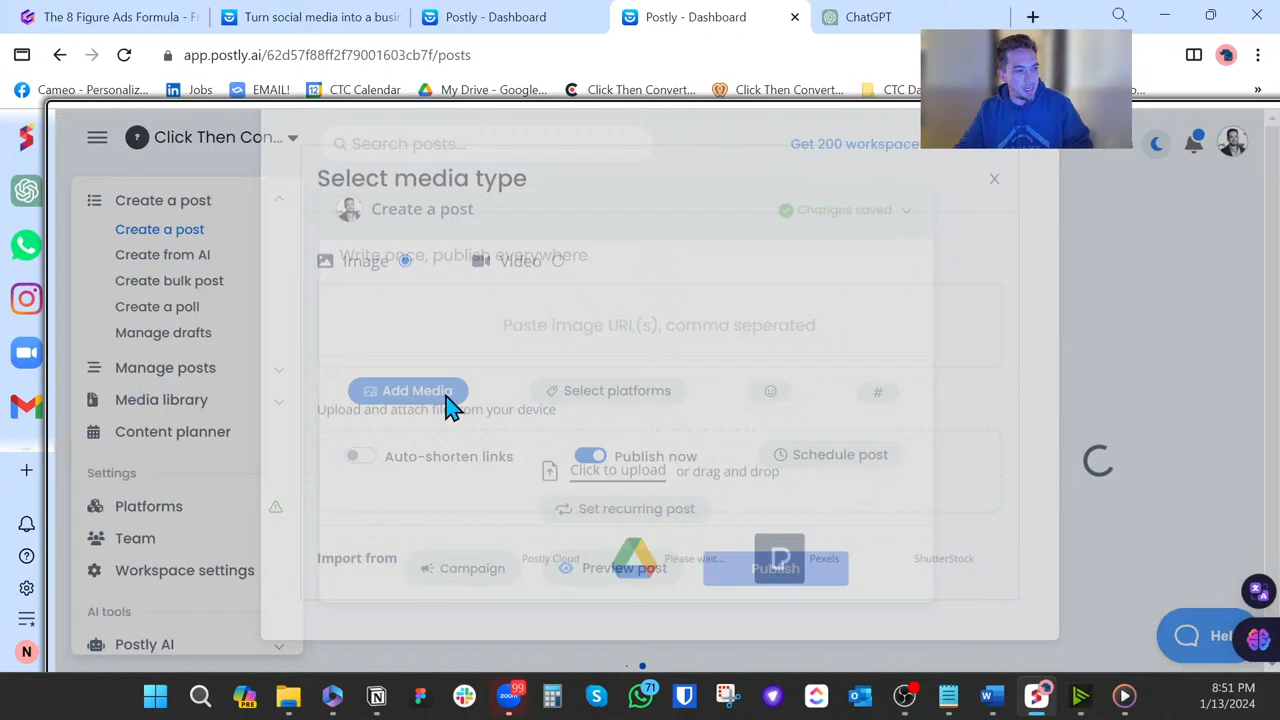 The 8 Figure Ads Formula - Fr
Turn social media into a busin
Postly - Dashboard
Postly - Dashboard
ChatGPT
app.postly.ai/62d57f88ff2f79001603cb7f/posts
Cameo - Personaliz...
Jobs
EMAIL!
CTC Calendar
My Drive - Google...
Click Then Convert...
Click Then Convert...
CTC Da
»
Click Then Con...
Search posts...
Get 200 workspace
Select media type
Create a post
Changes saved
Write once, publish everywhere
Image
Video
Paste image URL(s), comma seperated
Add Media
Select platforms
#
Upload and attach file from your device
Auto-shorten links
Publish now
Schedule post
Click to upload
or drag and drop
Set recurring post
Import from
Postly Cloud
Please wait...
Pexels
ShutterStock
Campaign
Preview post
Publish
Create a post
Create a post
Create from AI
Create bulk post
Create a poll
Manage drafts
Manage posts
Media library
Content planner
Settings
Platforms
Team
Workspace settings
AI tools
Postly AI
N
Hel
PRE
99
71
8:51 PM
1/13/2024